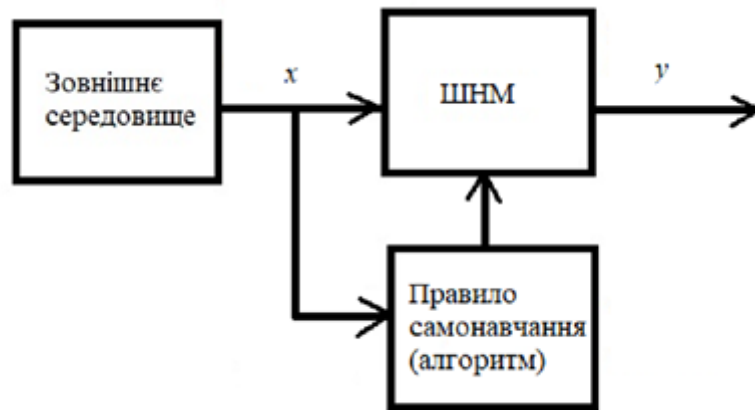 Зовнішнє
середовище
x
ШНМ
y
Правило
самонавчання
(алгоритм)